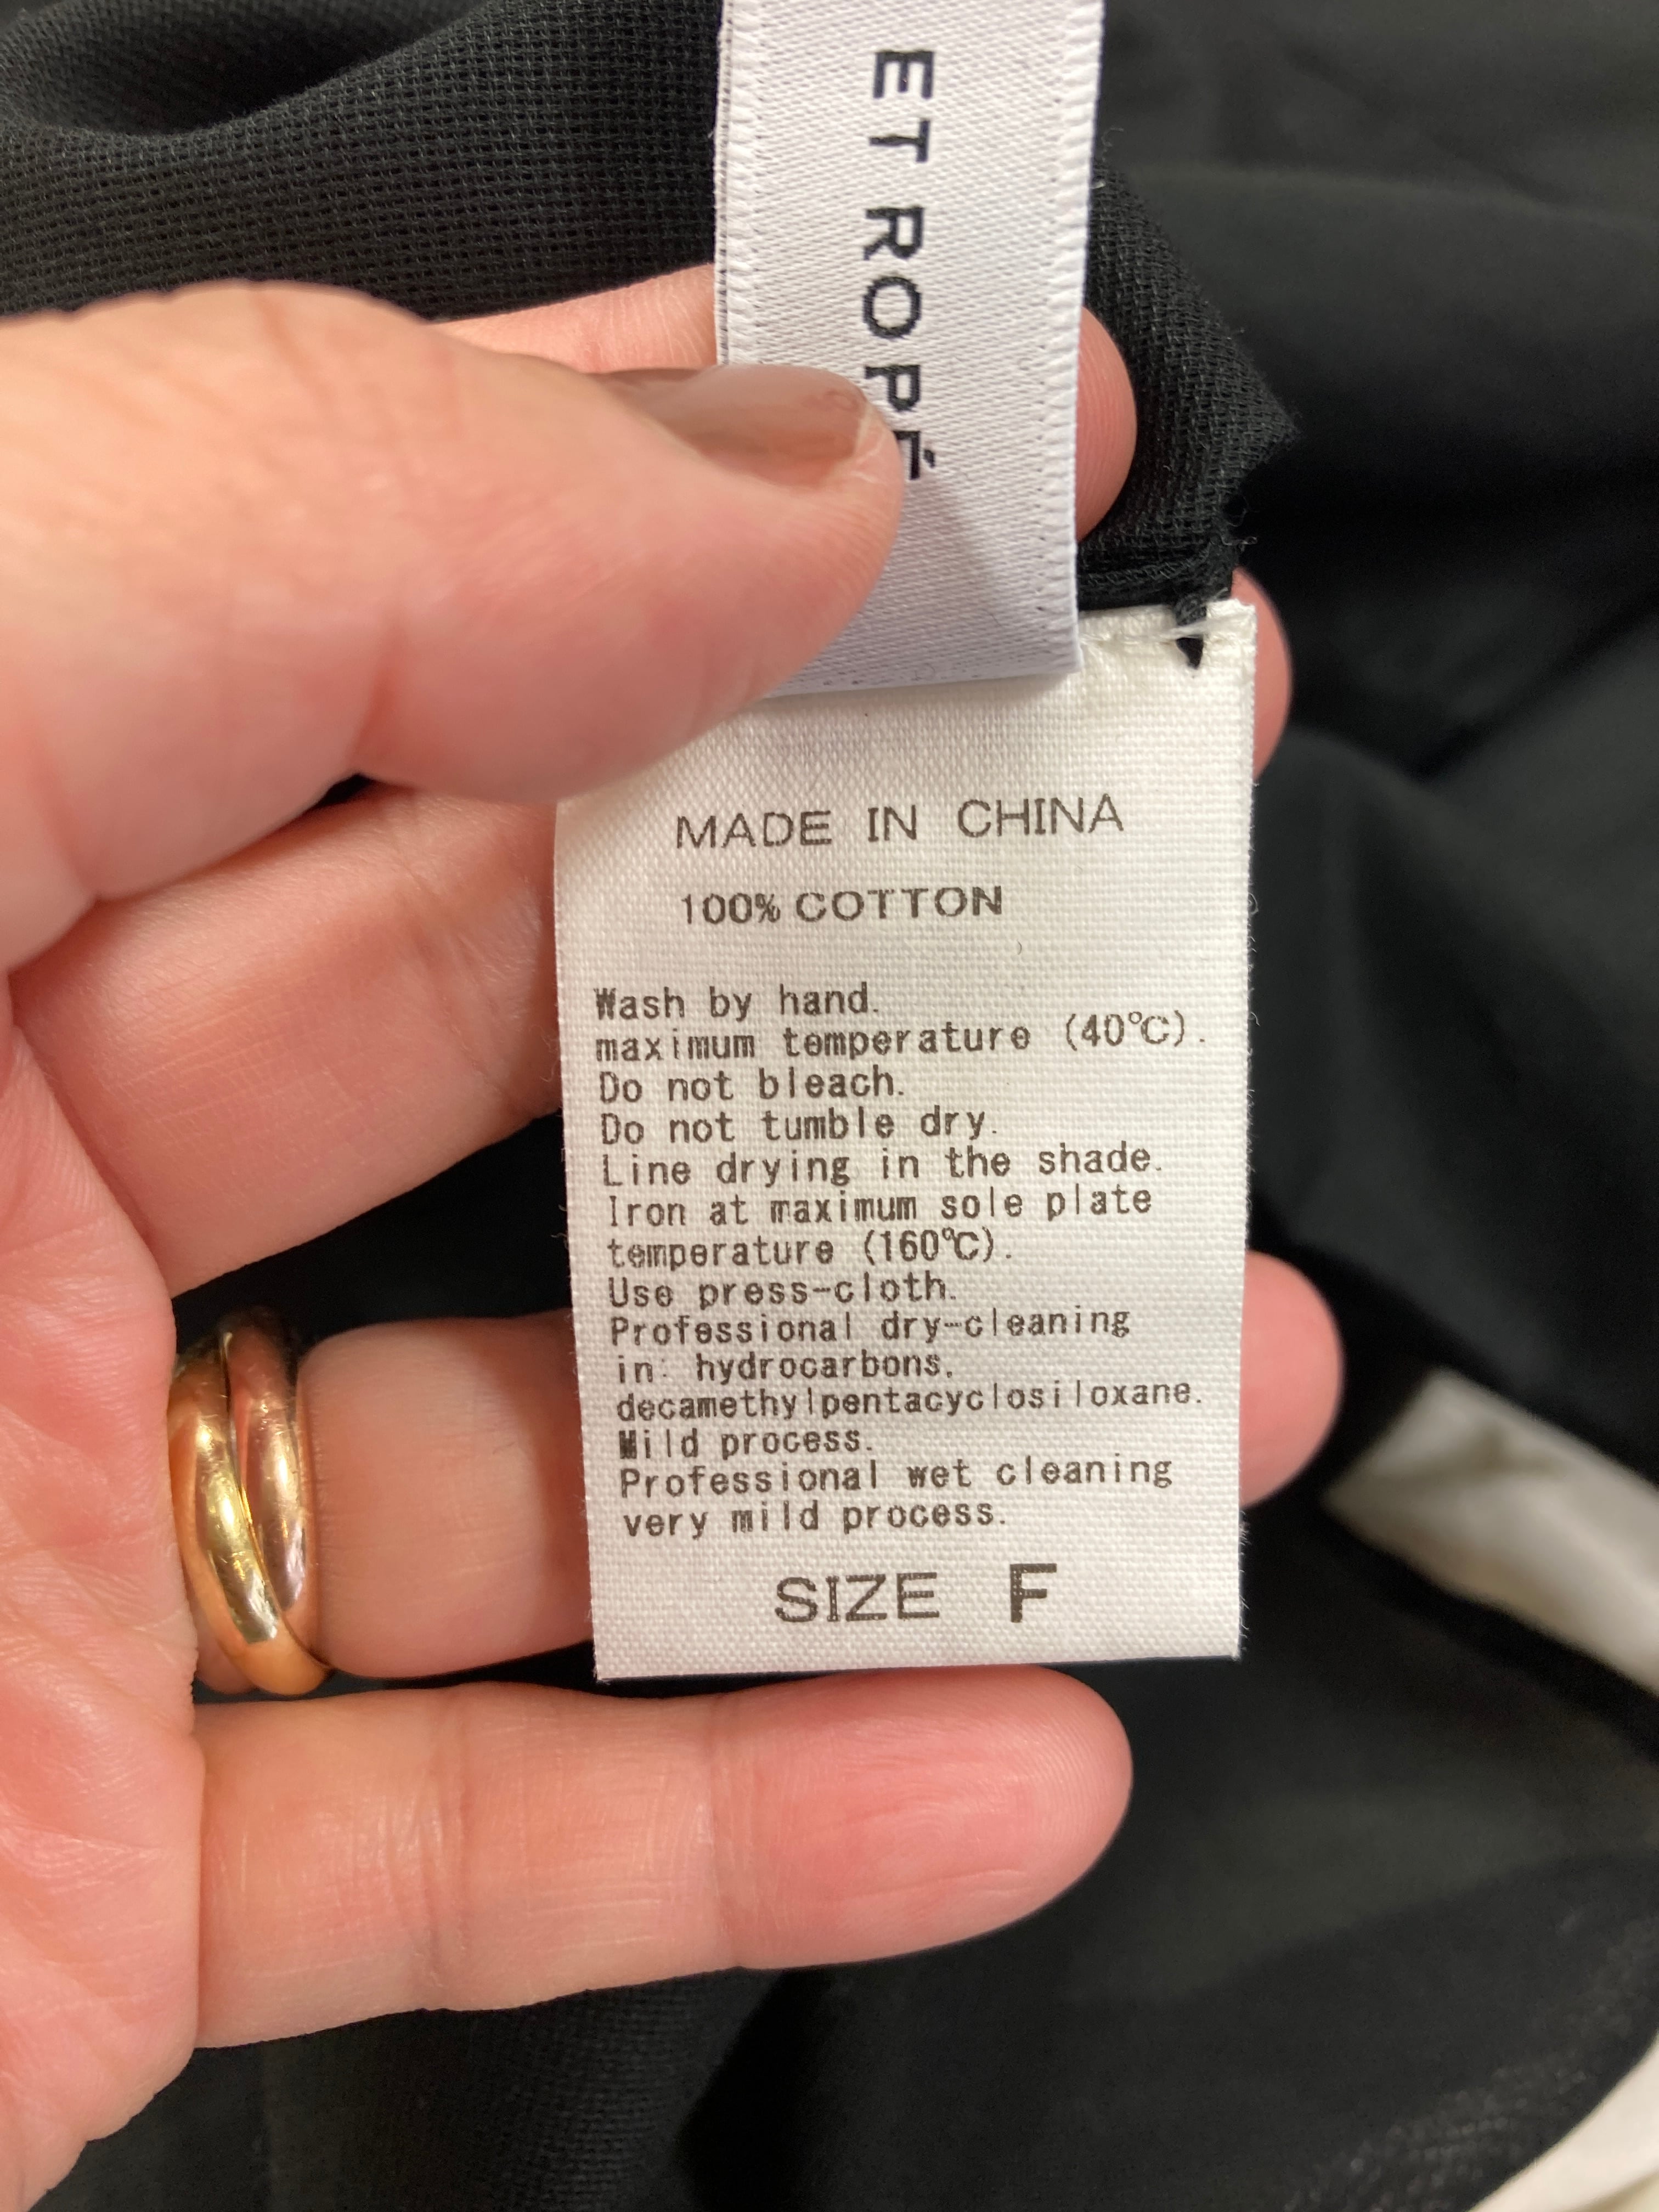 ET ROPÉ
MADE IN CHINA
100% COTTON
Wash by hand.
maximum temperature (40℃).
Do not bleach.
Do not tumble dry.
Line drying in the shade.
Iron at maximum sole plate
temperature (160℃).
Use press-cloth.
Professional dry-cleaning
in: hydrocarbons,
decamethylpentacyclosiloxane.
Mild process.
Professional wet cleaning
very mild process.
SIZE F